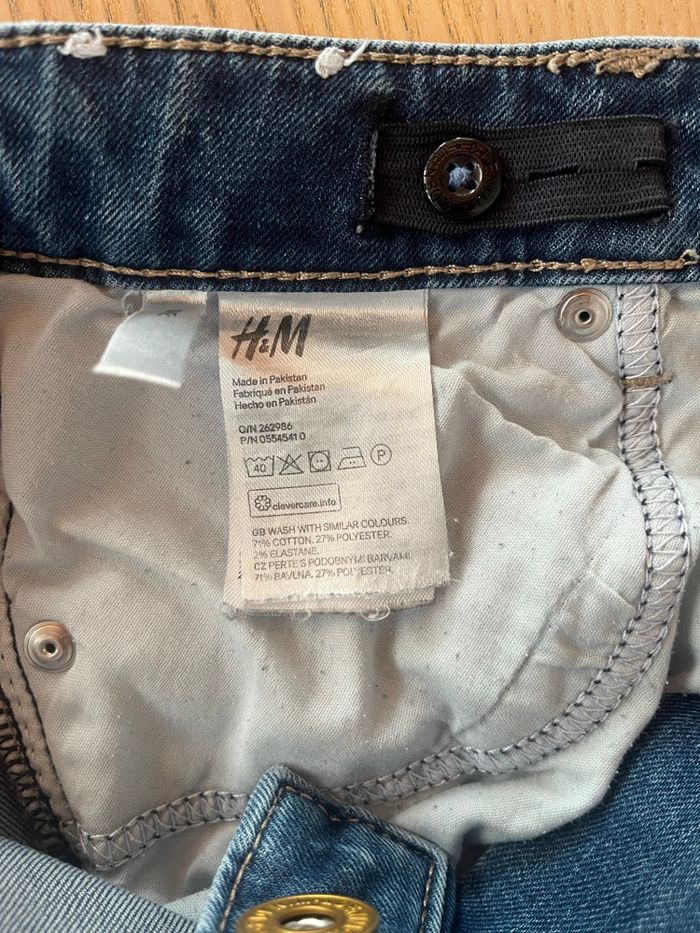 H&M
Made in Pakistan
Fabriqué en Pakistan
Hecho en Pakistán
O/N 262986
P/N 0554541 0
40
P
clevercare.info
GB WASH WITH SIMILAR COLOURS.
71% COTTON. 27% POLYESTER.
2% ELASTANE.
CZ PERTE S PODOBNÝMI BARVAMI.
71% BAVLNA. 27% POLYESTER.